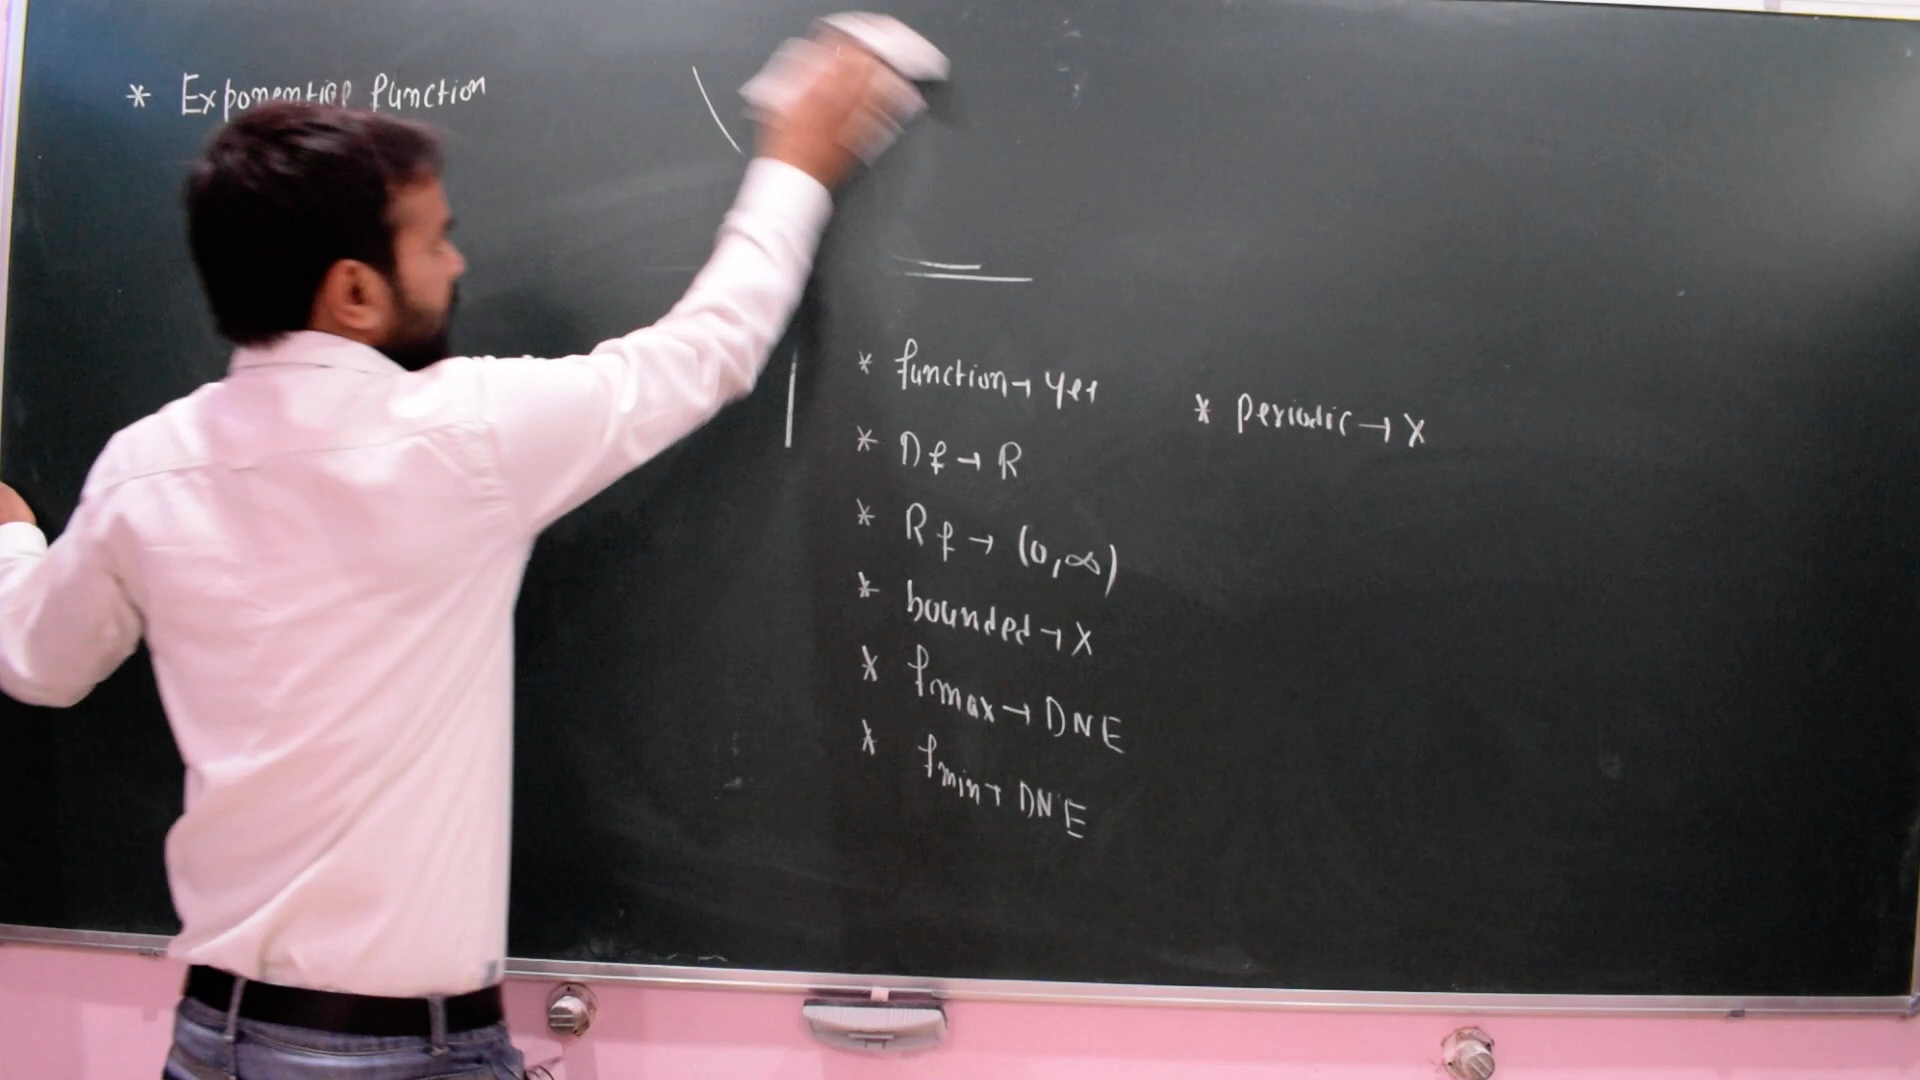 * Exponential function
* function → Yes
* periodic → X
* Df → R
* Rf → (0,∞)
* bounded → X
* fmax → DNE
* fmin → DNE